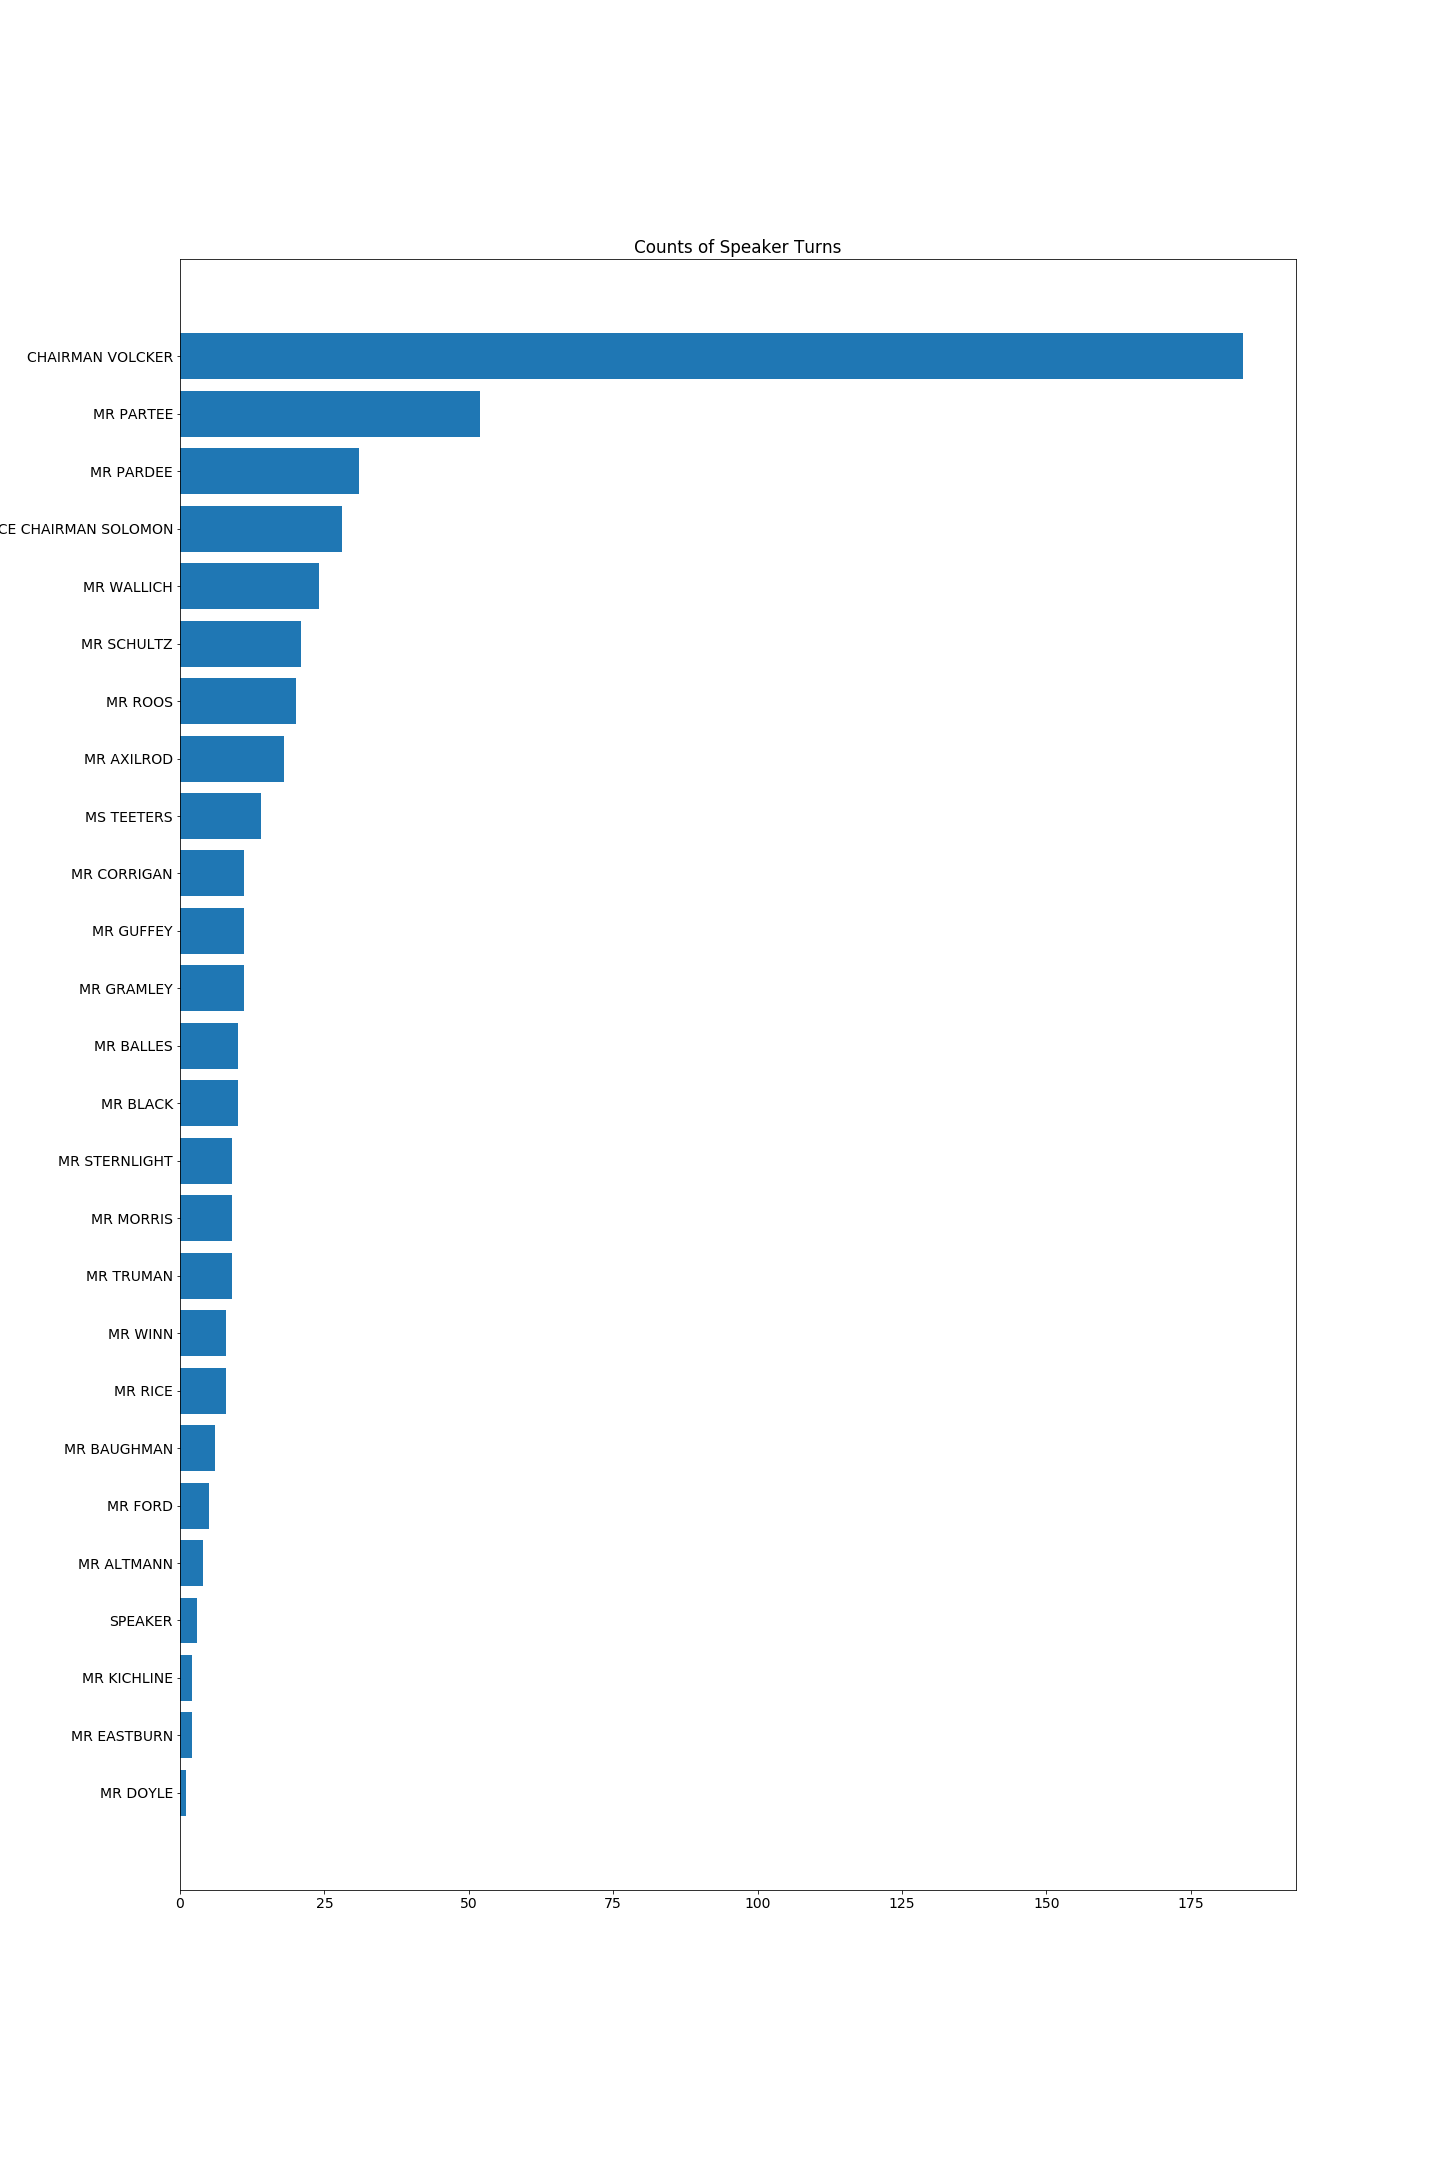 Counts of Speaker Turns
CHAIRMAN VOLCKER
MR PARTEE
MR PARDEE
CE CHAIRMAN SOLOMON
MR WALLICH
MR SCHULTZ
MR ROOS
MR AXILROD
MS TEETERS
MR CORRIGAN
MR GUFFEY
MR GRAMLEY
MR BALLES
MR BLACK
MR STERNLIGHT
MR MORRIS
MR TRUMAN
MR WINN
MR RICE
MR BAUGHMAN
MR FORD
MR ALTMANN
SPEAKER
MR KICHLINE
MR EASTBURN
MR DOYLE
0 25 50 75 100 125 150 175